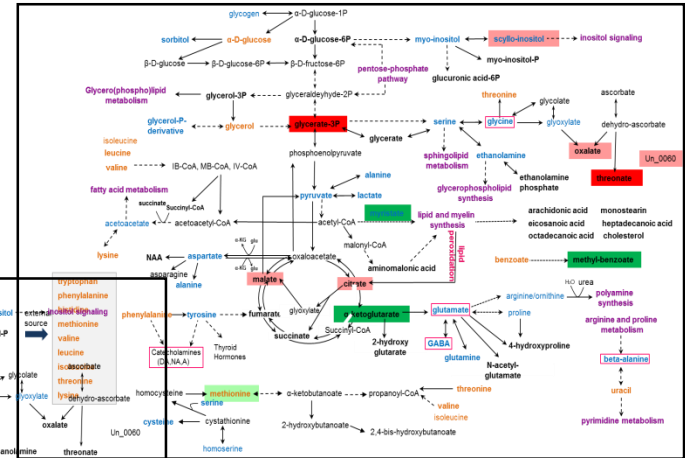 glycogen
α-D-glucose-1P
sorbitol
α-D-glucose
α-D-glucose-6P
myo-inositol
scyllo-inositol
inositol signaling
myo-inositol-P
β-D-glucose
β-D-glucose-6P
β-D-fructose-6P
glucuronic acid-6P
pentose-phosphate
pathway
Glycero(phospho)lipid
metabolism
glycerol-3P
glyceraldeyhyde-2P
threonine
ascorbate
glycolate
glycerol-P-
derivative
glycerol
glycerate-3P
serine
glycine
glyoxylate
dehydro-ascorbate
glycerate
isoleucine
leucine
valine
phosphoenolpyruvate
oxalate
Un_0060
sphingolipid
metabolism
ethanolamine
ethanolamine
phosphate
threonate
IB-CoA, MB-CoA, IV-CoA
alanine
fatty acid metabolism
pyruvate
lactate
glycerophospholipid
synthesis
succinate
Succinyl-CoA
myristate
acetoacetate
acetoacetyl-CoA
acetyl-CoA
lipid and myelin
synthesis
arachidonic acid
monostearin
eicosanoic acid
heptadecanoic acid
octadecanoic acid
cholesterol
malonyl-CoA
lysine
NAA
aspartate
α-KG
glu
oxaloacetate
lipid
peroxidation
aminomalonic acid
benzoate
methyl-benzoate
asparagine
alanine
α-KG
glu
malate
citrate
H₂O
urea
arginine/ornithine
polyamine
synthesis
phenylalanine
tyrosine
fumarate
glyoxylate
α-ketoglutarate
glutamate
proline
arginine and proline
metabolism
Succinyl-CoA
succinate
Catecholamines
(DA,NA,A)
Thyroid
Hormones
2-hydroxy
glutarate
GABA
glutamine
4-hydroxyproline
N-acetyl-
glutamate
beta-alanine
homocysteine
methionine
α-ketobutanoate
propanoyl-CoA
threonine
valine
isoleucine
uracil
serine
cysteine
cystathionine
2-hydroxybutanoate
2,4-bis-hydroxybutanoate
pyrimidine metabolism
homoserine
tryptophan
phenylalanine
external
source
inositol signaling
methionine
valine
leucine
threonine
lysine
ascorbate
glycolate
glyoxylate
dehydro-ascorbate
oxalate
Un_0060
threonate